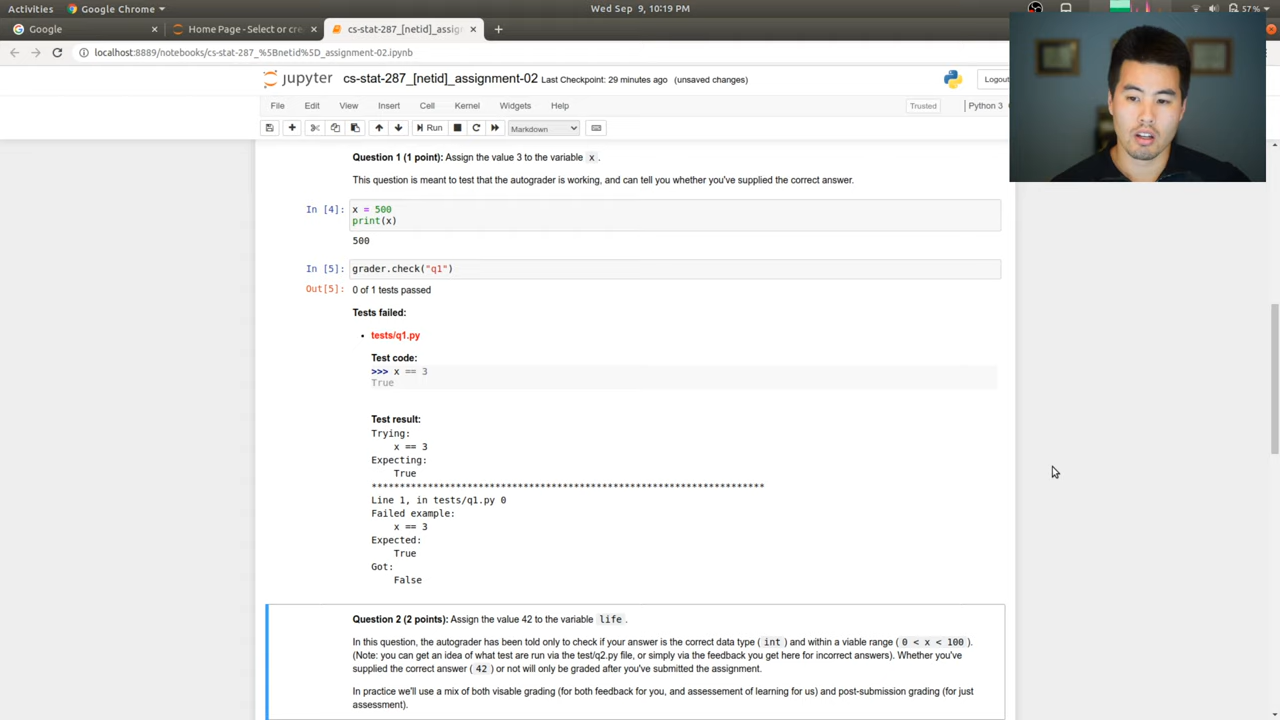 Activities
Google Chrome
Wed Sep 9, 10:19 PM
57 %
Google
Home Page - Select or cre
cs-stat-287_[netid]_assig
localhost:8889/notebooks/cs-stat-287_%5Bnetid%5D_assignment-02.ipynb
jupyter cs-stat-287_[netid]_assignment-02 Last Checkpoint: 29 minutes ago (unsaved changes)
Logout
File Edit View Insert Cell Kernel Widgets Help
Trusted
Python 3
Run
Markdown
Question 1 (1 point): Assign the value 3 to the variable x .
This question is meant to test that the autograder is working, and can tell you whether you've supplied the correct answer.
In [4]: x = 500
print(x)
500
In [5]: grader.check("q1")
Out[5]: 0 of 1 tests passed
Tests failed:
• tests/q1.py
Test code:
>>> x == 3
True
Test result:
Trying:
x == 3
Expecting:
True
**********************************************************************
Line 1, in tests/q1.py 0
Failed example:
x == 3
Expected:
True
Got:
False
Question 2 (2 points): Assign the value 42 to the variable life .
In this question, the autograder has been told only to check if your answer is the correct data type ( int ) and within a viable range ( 0 < x < 100 ).
(Note: you can get an idea of what test are run via the test/q2.py file, or simply via the feedback you get here for incorrect answers). Whether you've
supplied the correct answer ( 42 ) or not will only be graded after you've submitted the assignment.
In practice we'll use a mix of both visable grading (for both feedback for you, and assessement of learning for us) and post-submission grading (for just
assessment).